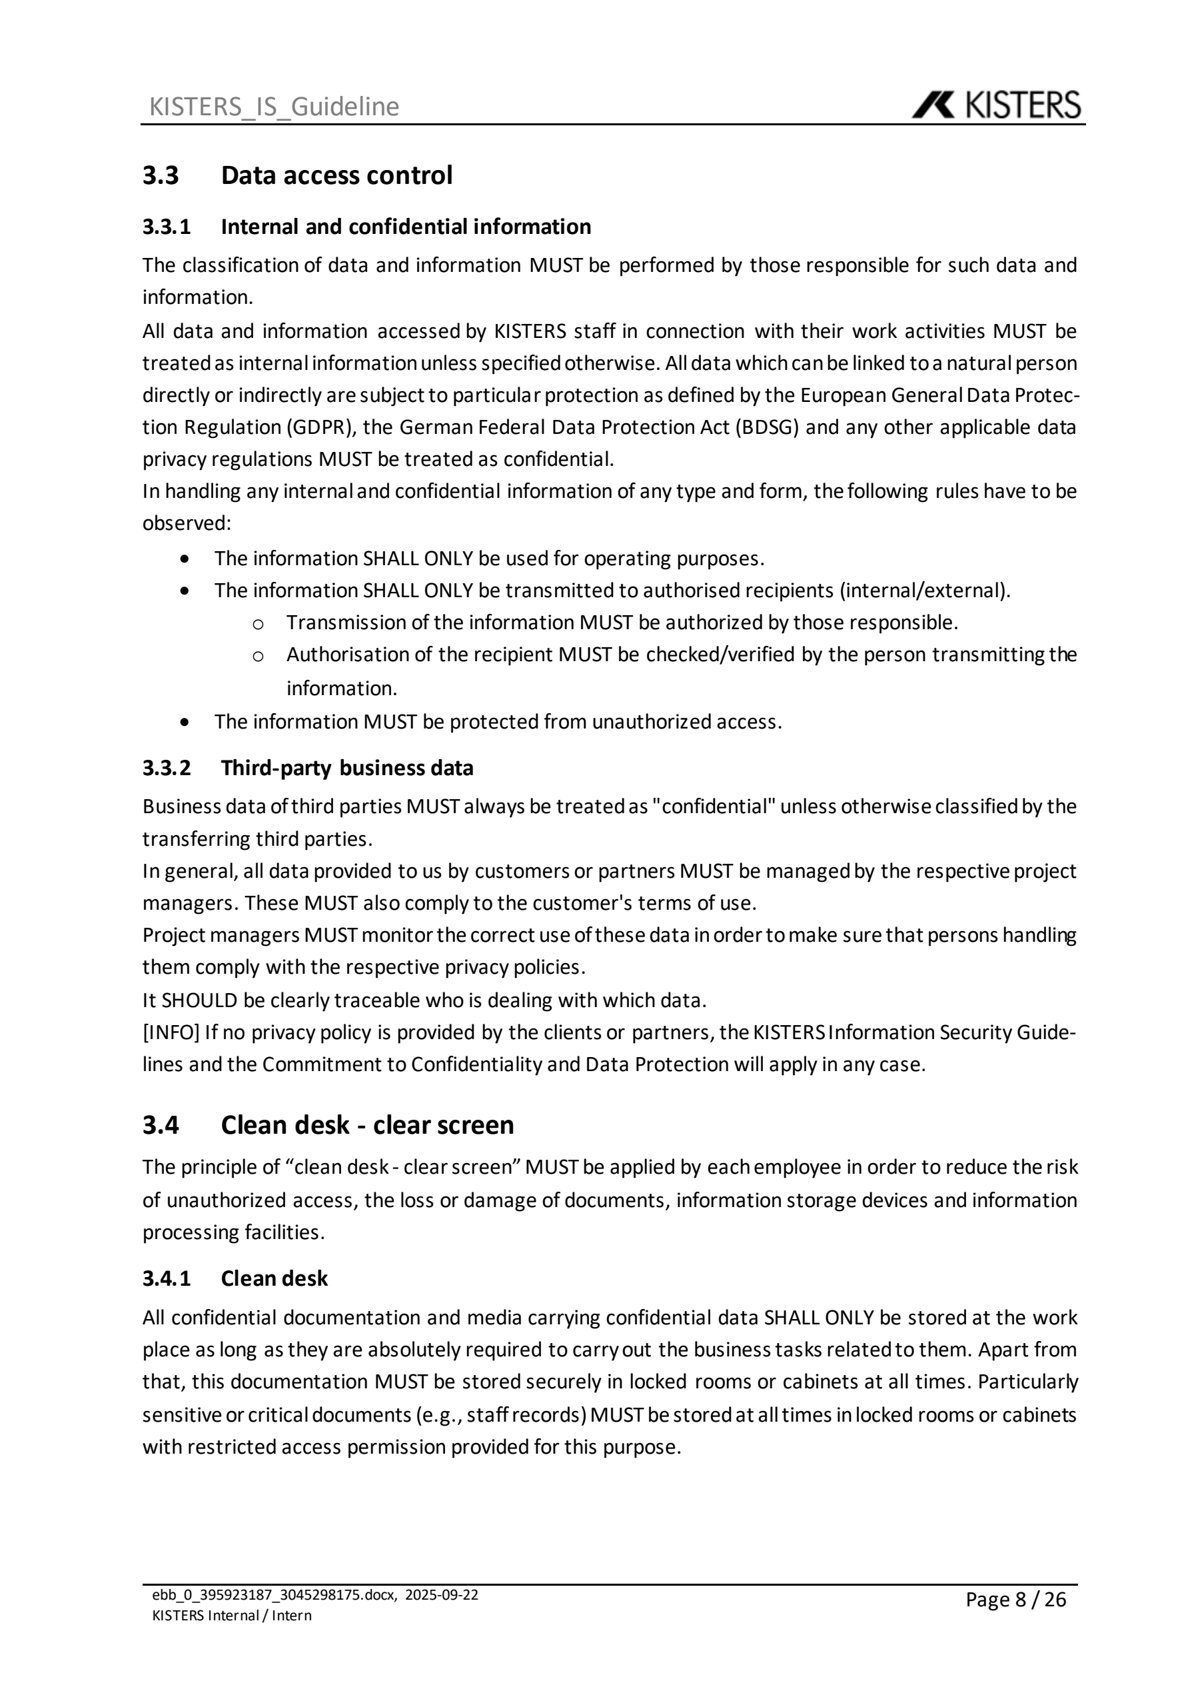 KISTERS_IS_Guideline
KISTERS
3.3 Data access control
3.3.1 Internal and confidential information
The classification of data and information MUST be performed by those responsible for such data and
information.
All data and information accessed by KISTERS staff in connection with their work activities MUST be
treated as internal information unless specified otherwise. All data which can be linked to a natural person
directly or indirectly are subject to particular protection as defined by the European General Data Protec-
tion Regulation (GDPR), the German Federal Data Protection Act (BDSG) and any other applicable data
privacy regulations MUST be treated as confidential.
In handling any internal and confidential information of any type and form, the following rules have to be
observed:
• The information SHALL ONLY be used for operating purposes.
• The information SHALL ONLY be transmitted to authorised recipients (internal/external).
o Transmission of the information MUST be authorized by those responsible.
o Authorisation of the recipient MUST be checked/verified by the person transmitting the
information.
• The information MUST be protected from unauthorized access.
3.3.2 Third-party business data
Business data of third parties MUST always be treated as "confidential" unless otherwise classified by the
transferring third parties.
In general, all data provided to us by customers or partners MUST be managed by the respective project
managers. These MUST also comply to the customer's terms of use.
Project managers MUST monitor the correct use of these data in order to make sure that persons handling
them comply with the respective privacy policies.
It SHOULD be clearly traceable who is dealing with which data.
[INFO] If no privacy policy is provided by the clients or partners, the KISTERS Information Security Guide-
lines and the Commitment to Confidentiality and Data Protection will apply in any case.
3.4 Clean desk - clear screen
The principle of “clean desk - clear screen” MUST be applied by each employee in order to reduce the risk
of unauthorized access, the loss or damage of documents, information storage devices and information
processing facilities.
3.4.1 Clean desk
All confidential documentation and media carrying confidential data SHALL ONLY be stored at the work
place as long as they are absolutely required to carry out the business tasks related to them. Apart from
that, this documentation MUST be stored securely in locked rooms or cabinets at all times. Particularly
sensitive or critical documents (e.g., staff records) MUST be stored at all times in locked rooms or cabinets
with restricted access permission provided for this purpose.
ebb_0_395923187_3045298175.docx, 2025-09-22
Page 8 / 26
KISTERS Internal / Intern